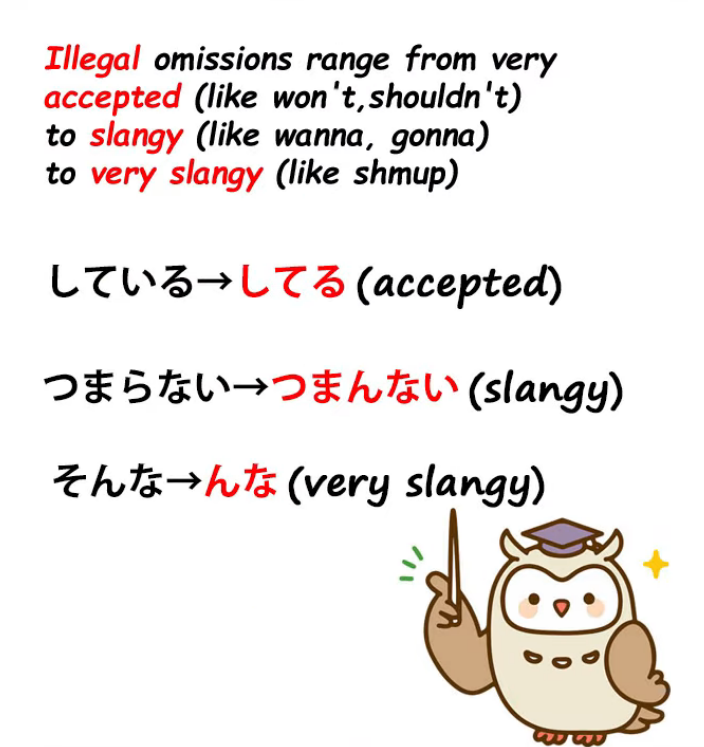 Illegal omissions range from very
accepted (like won't,shouldn't)
to slangy (like wanna, gonna)
to very slangy (like shmup)
している→してる (accepted)
つまらない→つまんない (slangy)
そんな→んな (very slangy)